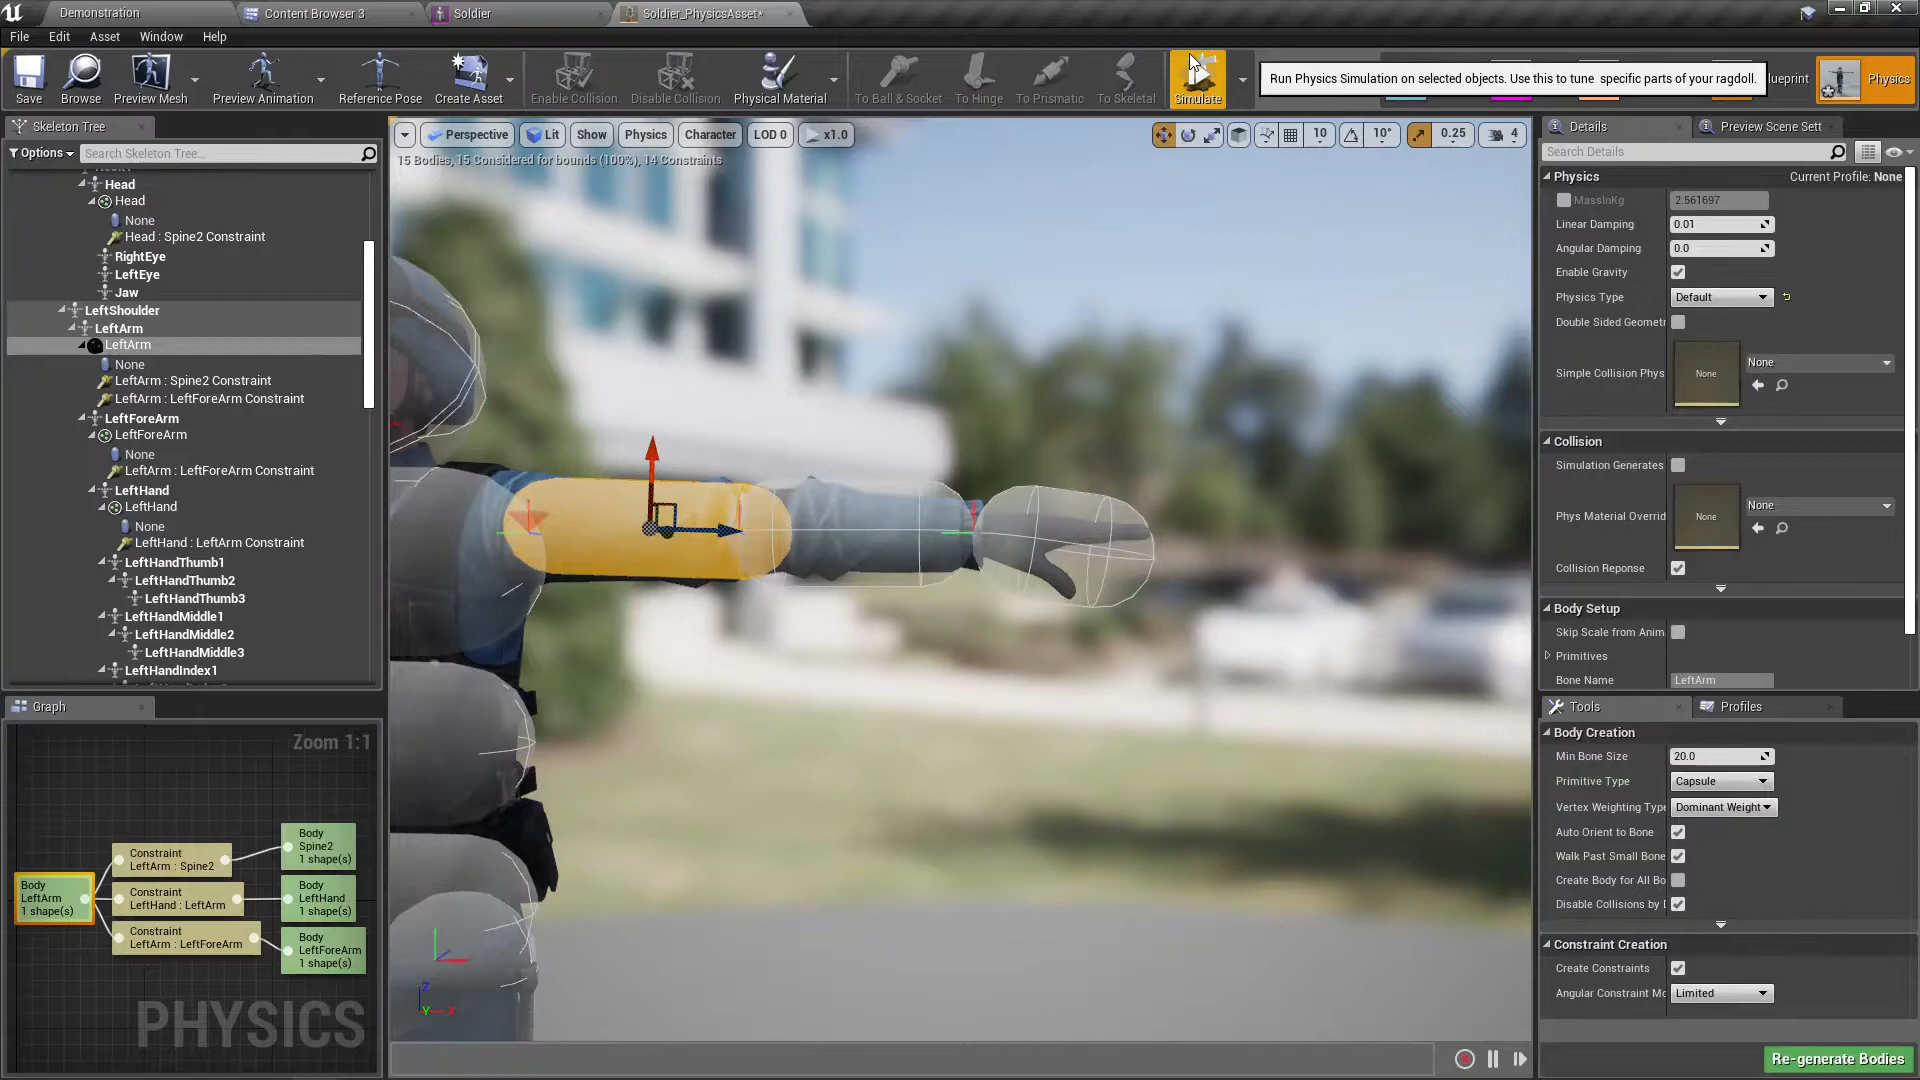 Demonstration
Content Browser 3
Soldier
Soldier_PhysicsAsset*
File Edit Asset Window Help
Save
Browse
Preview Mesh
Preview Animation
Reference Pose
Create Asset
Enable Collision
Disable Collision
Physical Material
To Ball & Socket
To Hinge
To Prismatic
To Skeletal
Simulate
Run Physics Simulation on selected objects. Use this to tune specific parts of your ragdoll.
lueprint
Physics
Skeleton Tree
Options
Search Skeleton Tree...
Head
Head
None
Head : Spine2 Constraint
RightEye
LeftEye
Jaw
LeftShoulder
LeftArm
LeftArm
None
LeftArm : Spine2 Constraint
LeftArm : LeftForeArm Constraint
LeftForeArm
LeftForeArm
None
LeftArm : LeftForeArm Constraint
LeftHand
LeftHand
None
LeftHand : LeftArm Constraint
LeftHandThumb1
LeftHandThumb2
LeftHandThumb3
LeftHandMiddle1
LeftHandMiddle2
LeftHandMiddle3
LeftHandIndex1
Graph
Zoom 1:1
Body
LeftArm
1 shape(s)
Constraint
LeftArm : Spine2
Constraint
LeftHand : LeftArm
Constraint
LeftArm : LeftForeArm
Body
Spine2
1 shape(s)
Body
LeftHand
1 shape(s)
Body
LeftForeArm
1 shape(s)
PHYSICS
Perspective
Lit
Show
Physics
Character
LOD 0
x1.0
10
10°
0.25
4
15 Bodies, 15 Considered for bounds (100%), 14 Constraints
Z
Y
X
Details
Preview Scene Sett
Search Details
Physics
Current Profile: None
MassInKg
2.561697
Linear Damping
0.01
Angular Damping
0.0
Enable Gravity
Physics Type
Default
Double Sided Geometr
Simple Collision Phys
None
None
Collision
Simulation Generates
Phys Material Overrid
None
None
Collision Reponse
Body Setup
Skip Scale from Anim
Primitives
Bone Name
LeftArm
Tools
Profiles
Body Creation
Min Bone Size
20.0
Primitive Type
Capsule
Vertex Weighting Type
Dominant Weight
Auto Orient to Bone
Walk Past Small Bone
Create Body for All Bo
Disable Collisions by D
Constraint Creation
Create Constraints
Angular Constraint Mo
Limited
Re-generate Bodies